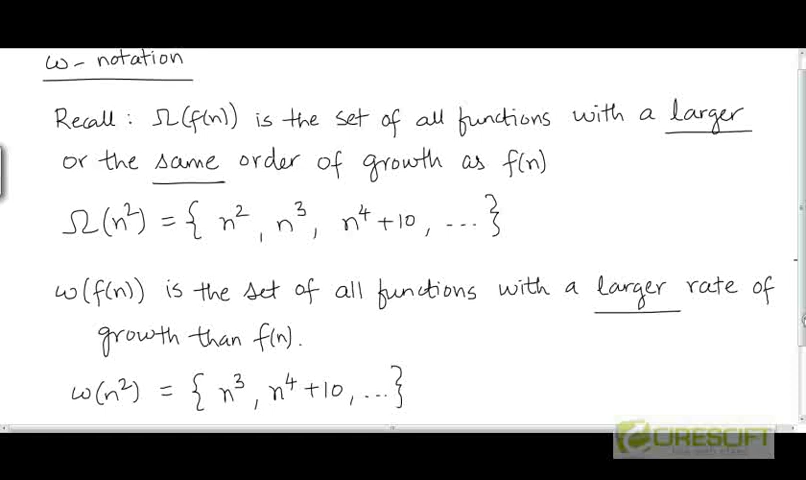 ω - notation
Recall : Ω(f(n)) is the set of all functions with a larger
or the same order of growth as f(n)
Ω(n²) = { n², n³, n⁴+10, ... }
ω(f(n)) is the set of all functions with a larger rate of
growth than f(n).
ω(n²) = { n³, n⁴+10, ... }
CIRESOFT